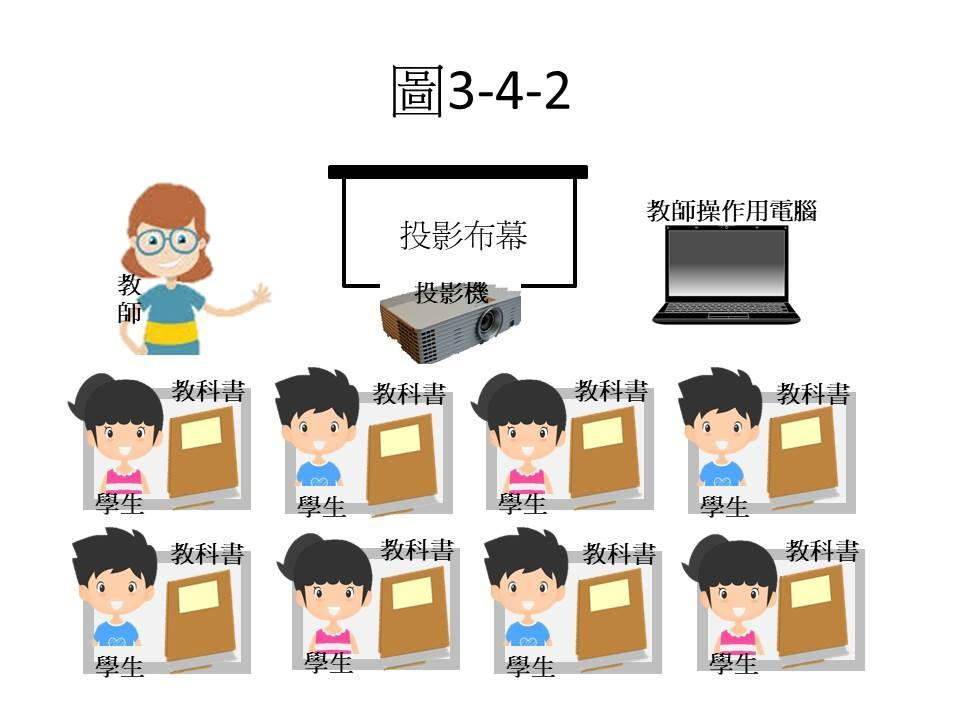 圖3-4-2
教師操作用電腦
投影布幕
教
師
投影機
教科書
教科書
教科書
教科書
學生
學生
學生
學生
教科書
教科書
教科書
教科書
學生
學生
學生
學生